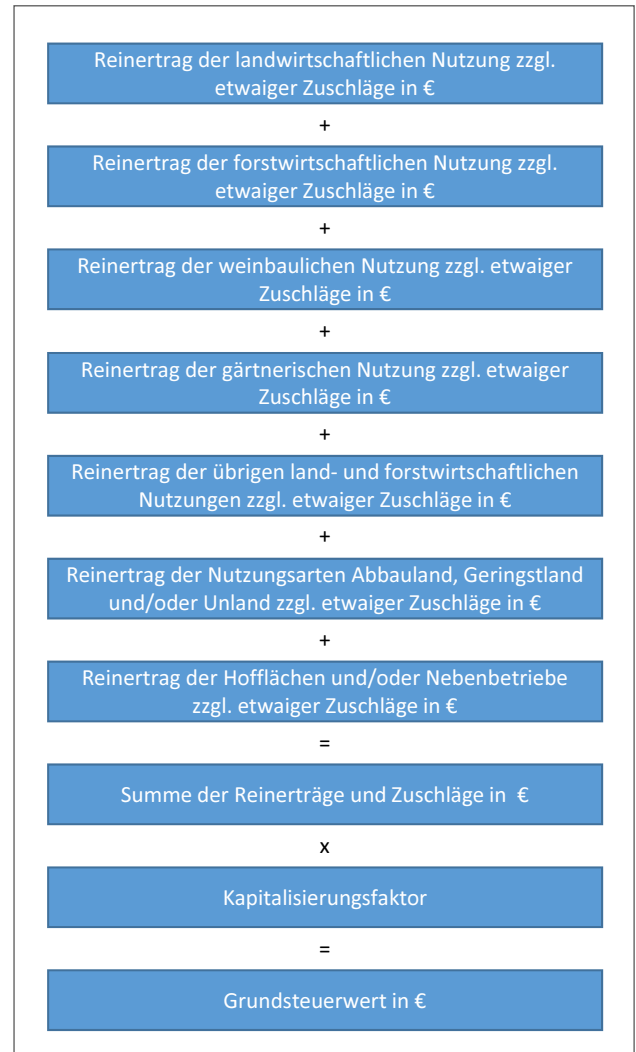 Reinertrag der landwirtschaftlichen Nutzung zzgl.
etwaiger Zuschläge in €
+
Reinertrag der forstwirtschaftlichen Nutzung zzgl.
etwaiger Zuschläge in €
+
Reinertrag der weinbaulichen Nutzung zzgl. etwaiger
Zuschläge in €
+
Reinertrag der gärtnerischen Nutzung zzgl. etwaiger
Zuschläge in €
+
Reinertrag der übrigen land- und forstwirtschaftlichen
Nutzungen zzgl. etwaiger Zuschläge in €
+
Reinertrag der Nutzungsarten Abbauland, Geringstland
und/oder Unland zzgl. etwaiger Zuschläge in €
+
Reinertrag der Hofflächen und/oder Nebenbetriebe
zzgl. etwaiger Zuschläge in €
=
Summe der Reinerträge und Zuschläge in €
x
Kapitalisierungsfaktor
=
Grundsteuerwert in €